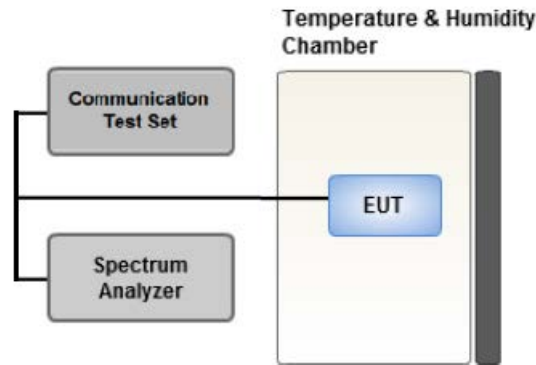 Temperature & Humidity
Chamber
Communication
Test Set
EUT
Spectrum
Analyzer